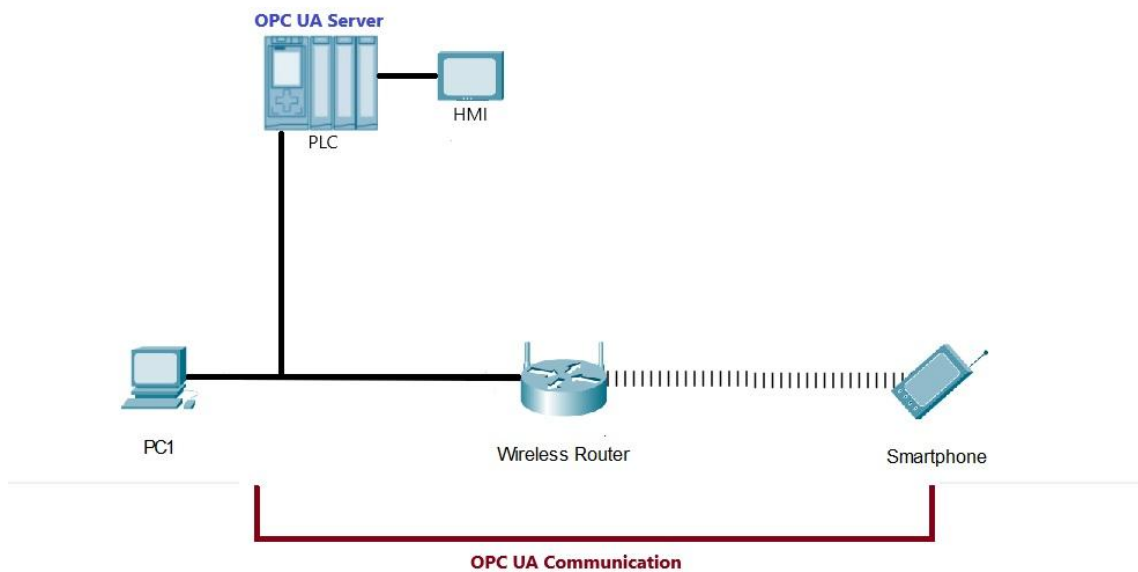 OPC UA Server
HMI
PLC
PC1
Wireless Router
Smartphone
OPC UA Communication